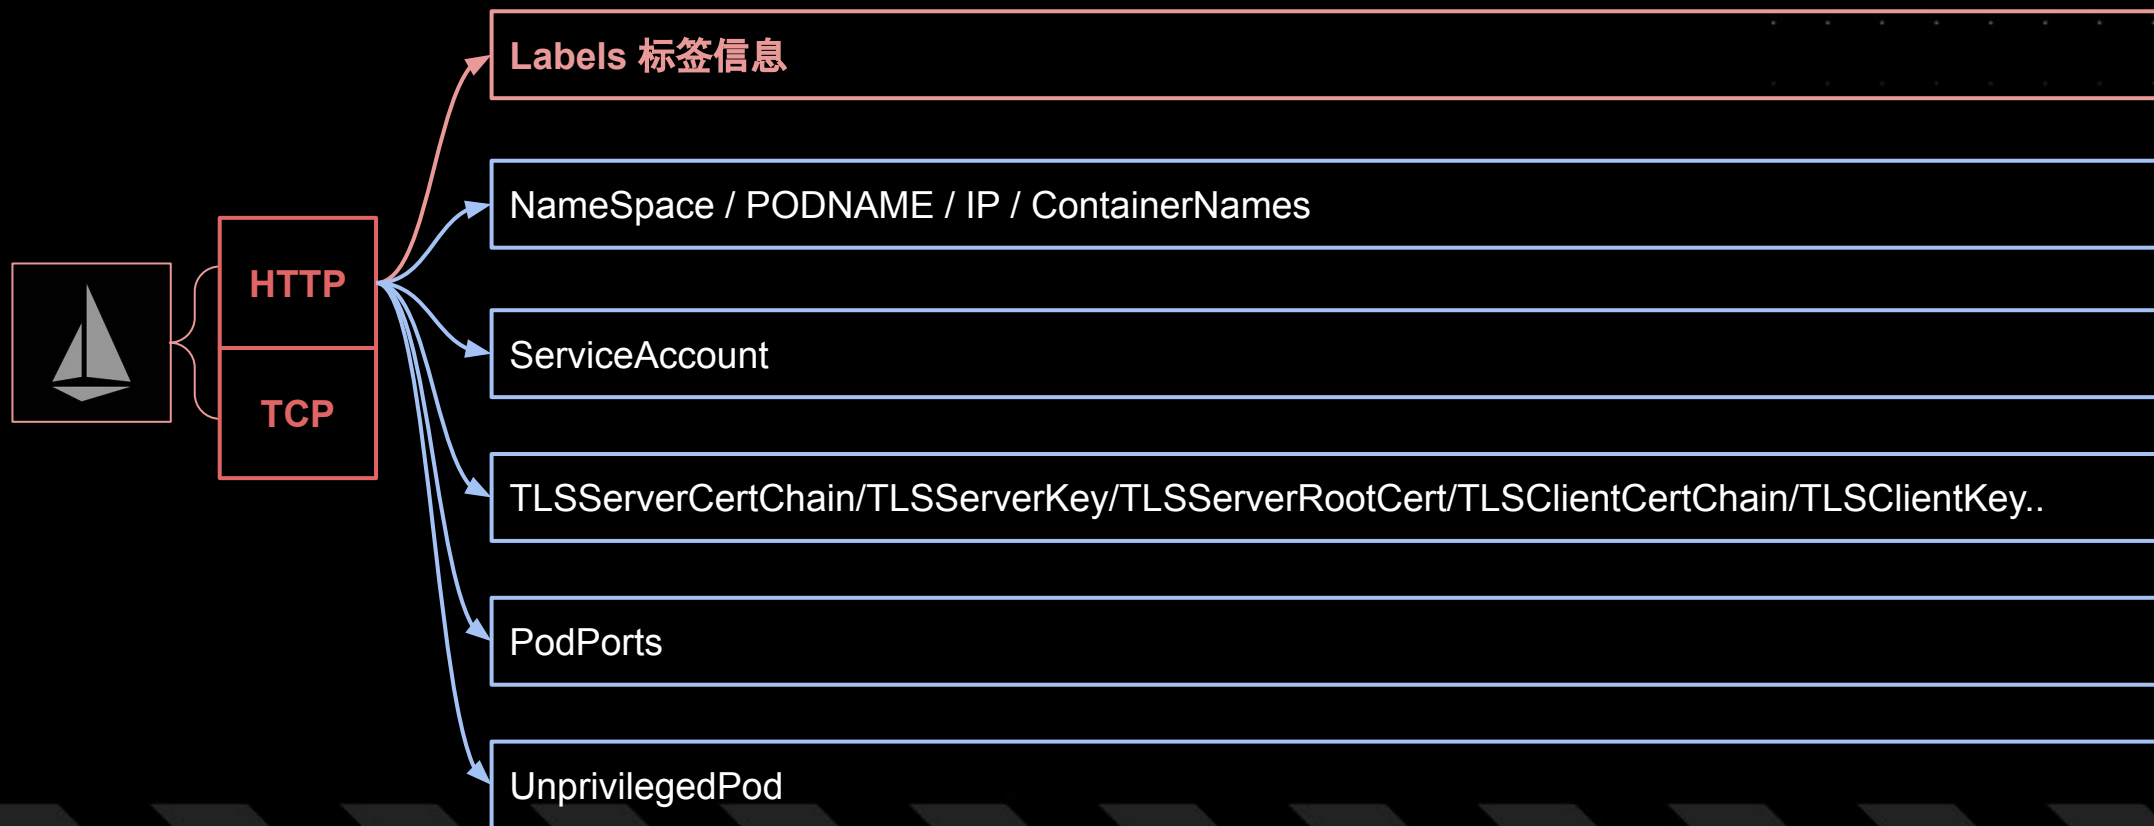 Labels 标签信息
NameSpace / PODNAME / IP / ContainerNames
HTTP
ServiceAccount
TCP
TLSServerCertChain/TLSServerKey/TLSServerRootCert/TLSClientCertChain/TLSClientKey..
PodPorts
UnprivilegedPod